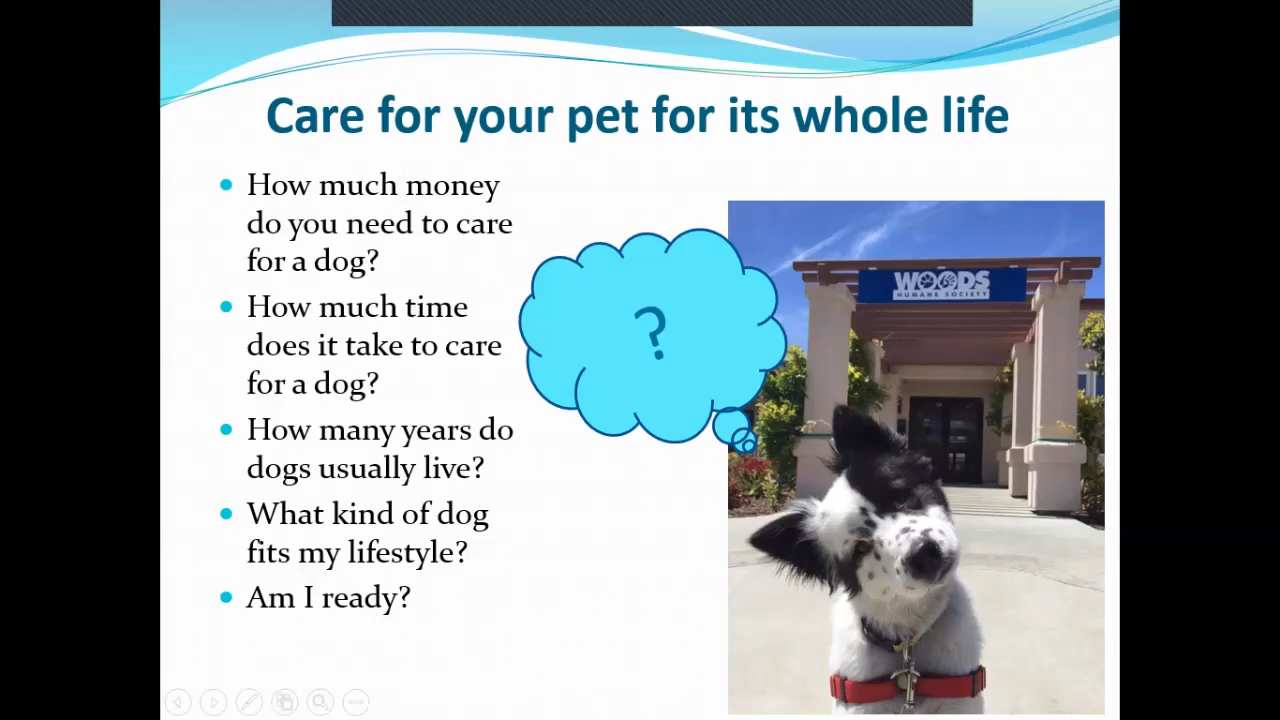 Care for your pet for its whole life
• How much money
do you need to care
for a dog?
• How much time
does it take to care
for a dog?
• How many years do
dogs usually live?
• What kind of dog
fits my lifestyle?
• Am I ready?
?
WOODS
HUMANE SOCIETY